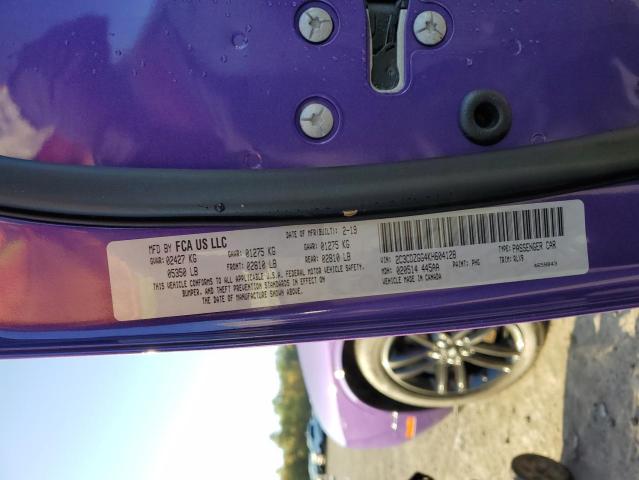 MFD BY FCA US LLC
DATE OF MFR(BUILT): 2-19
GVWR: 02427 KG
05350 LB
GAWR: 01275 KG
FRONT: 02810 LB
GAWR: 01275 KG
REAR: 02810 LB
THIS VEHICLE CONFORMS TO ALL APPLICABLE U.S.A. FEDERAL MOTOR VEHICLE SAFETY,
BUMPER, AND THEFT PREVENTION STANDARDS IN EFFECT ON
THE DATE OF MANUFACTURE SHOWN ABOVE.
VIN: 2C3CDZGG4KH604128
TYPE: PASSENGER CAR
MDH: 020514 445AA
PAINT: PHG
TRIM: RLV9
VEHICLE MADE IN CANADA